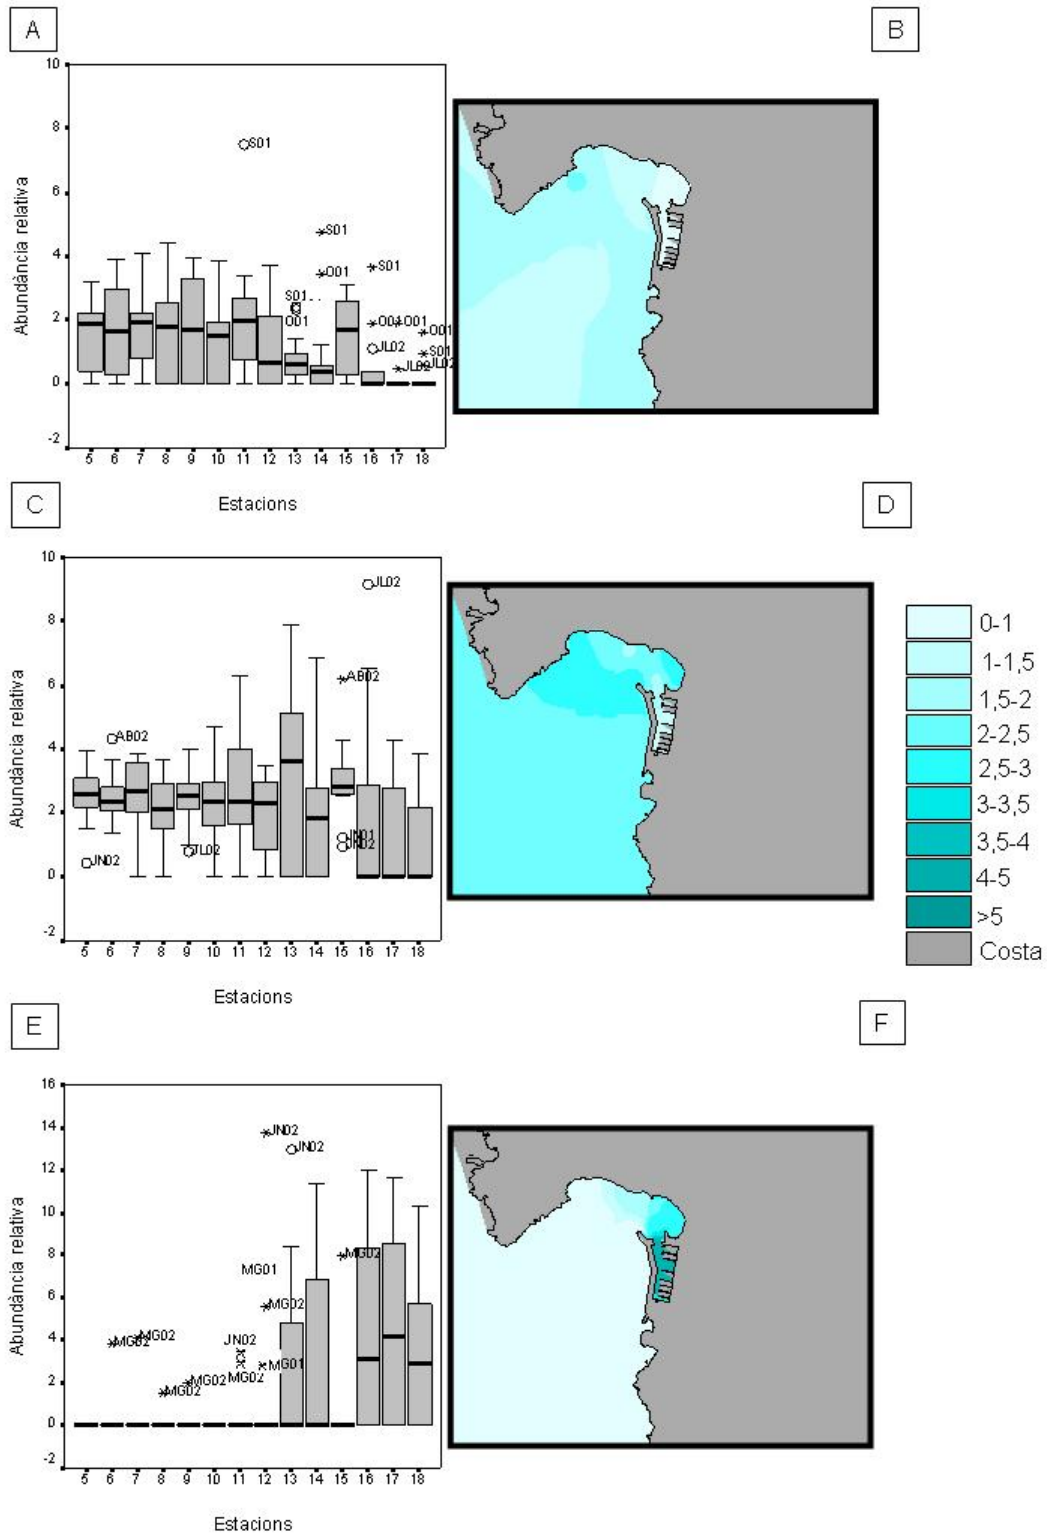 A
B
10
8
6
4
2
0
-2
Abundància relativa
S01
S01
O01
S01..
O01
S01
O01
O01
JL02
JL02
O01
S01
JL02
5 6 7 8 9 10 11 12 13 14 15 16 17 18
Estacions
C
D
10
8
6
4
2
0
-2
Abundància relativa
JN02
AB02
JL02
AB02
JN01
JN02
JL02
5 6 7 8 9 10 11 12 13 14 15 16 17 18
Estacions
0-1
1-1,5
1,5-2
2-2,5
2,5-3
3-3,5
3,5-4
4-5
>5
Costa
E
F
16
14
12
10
8
6
4
2
0
-2
Abundància relativa
JN02
JN02
MG01
MG02
MG02
JN02
MG02
MG02
MG01
MG02
MG02
MG02
MG02
5 6 7 8 9 10 11 12 13 14 15 16 17 18
Estacions